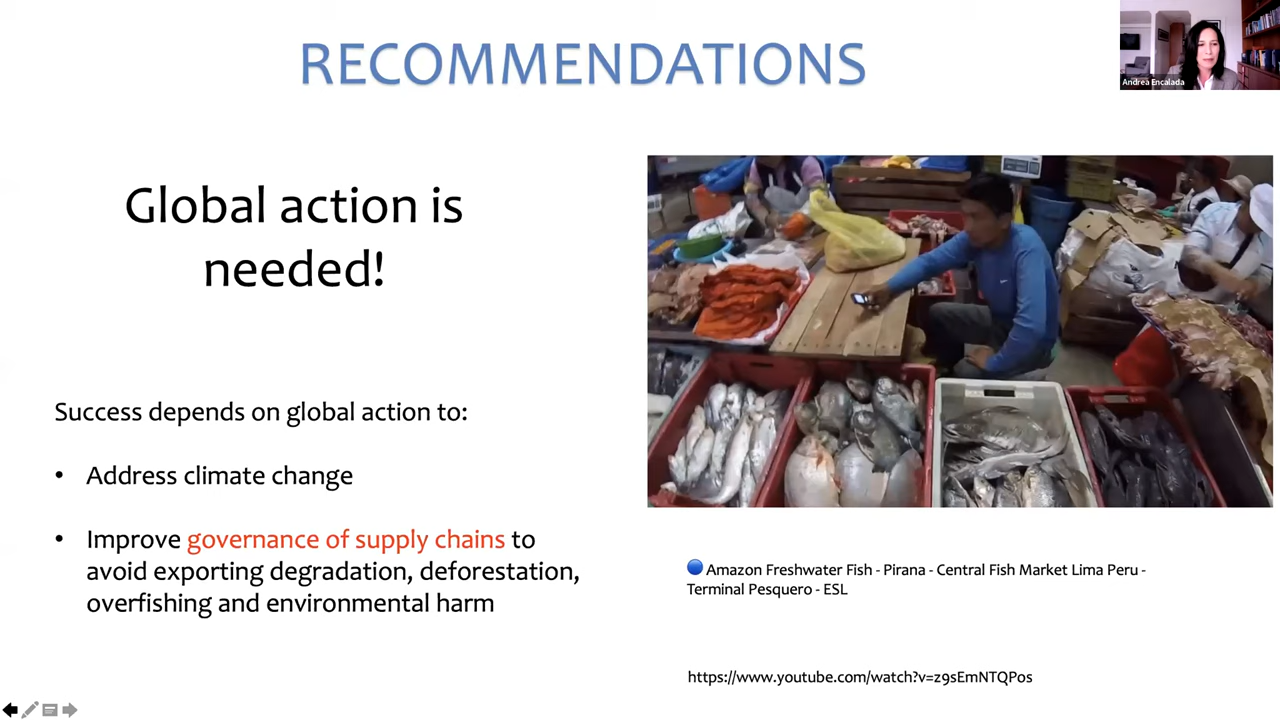 RECOMMENDATIONS
Andrea Encalada
Global action is
needed!
Success depends on global action to:
• Address climate change
• Improve governance of supply chains to
avoid exporting degradation, deforestation,
overfishing and environmental harm
Amazon Freshwater Fish - Pirana - Central Fish Market Lima Peru -
Terminal Pesquero - ESL
https://www.youtube.com/watch?v=z9sEmNTQPos